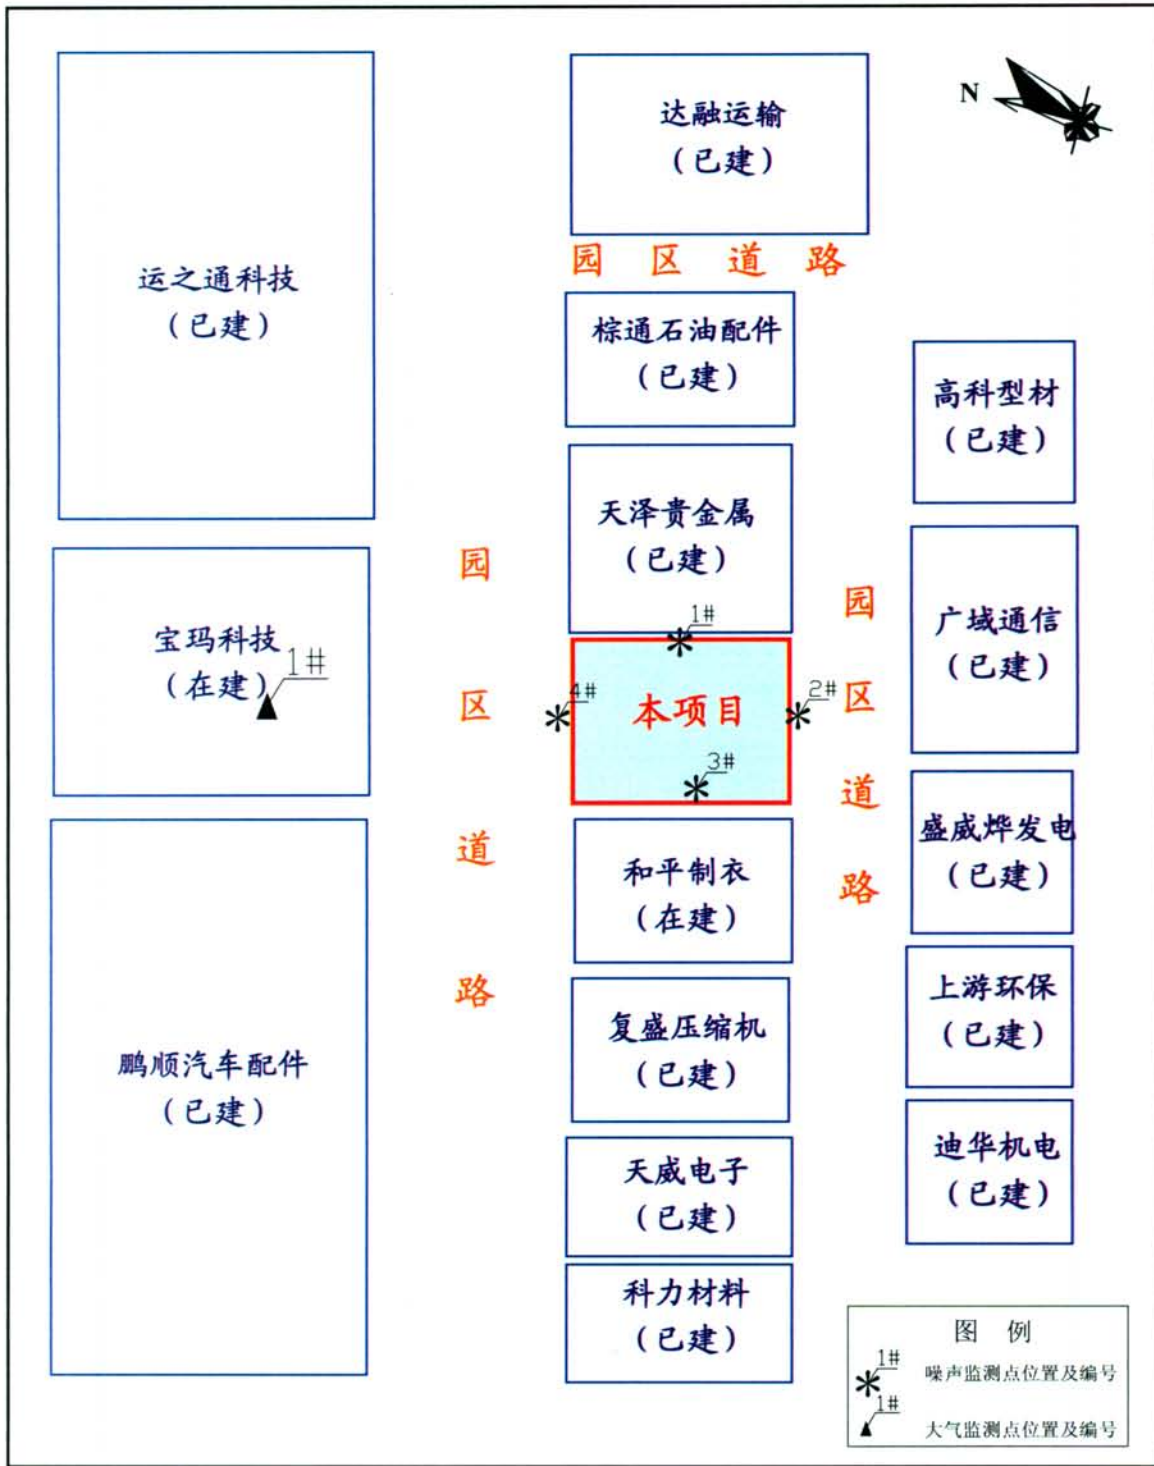 N
达融运输
(已建)
园区道路
运之通科技
(已建)
棕通石油配件
(已建)
高科型材
(已建)
天泽贵金属
(已建)
园区道路
园区道路
广域通信
(已建)
宝玛科技
(在建)
1#
1#
4#
本项目
2#
3#
盛威烨发电
(已建)
和平制衣
(在建)
上游环保
(已建)
复盛压缩机
(已建)
鹏顺汽车配件
(已建)
迪华机电
(已建)
天威电子
(已建)
科力材料
(已建)
图例
1#
噪声监测点位置及编号
1#
大气监测点位置及编号